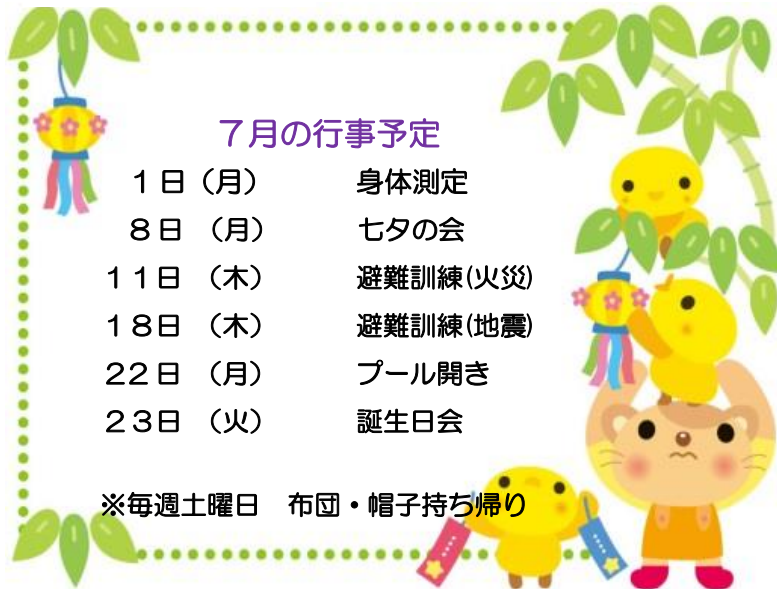 ７月の行事予定
１日（月） 身体測定
８日 （月） 七夕の会
１１日 （木） 避難訓練(火災)
１８日 （木） 避難訓練(地震)
２２日 （月） プール開き
２３日 （火） 誕生日会
※毎週土曜日　布団・帽子持ち帰り